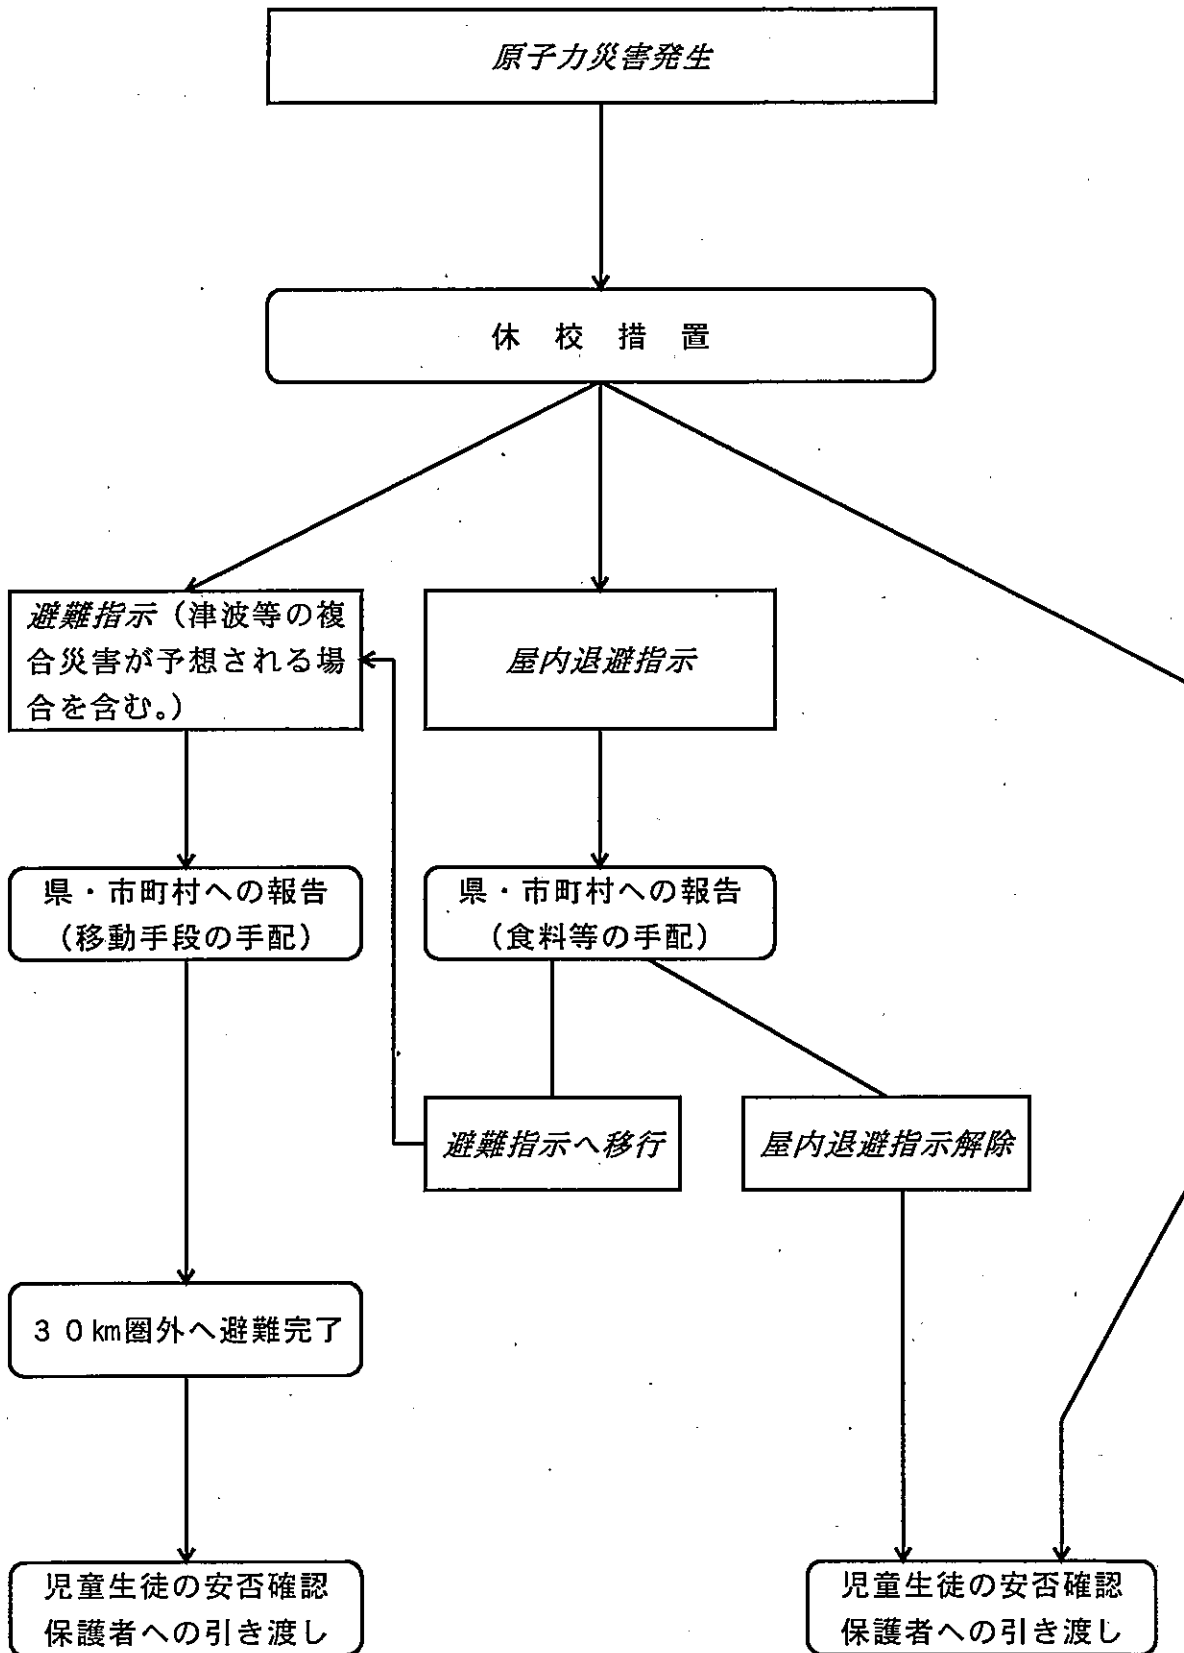 原子力災害発生
休校措置
避難指示（津波等の複
合災害が予想される場
合を含む。）
屋内退避指示
県・市町村への報告
（移動手段の手配）
県・市町村への報告
（食料等の手配）
避難指示へ移行
屋内退避指示解除
３０㎞圏外へ避難完了
児童生徒の安否確認
保護者への引き渡し
児童生徒の安否確認
保護者への引き渡し